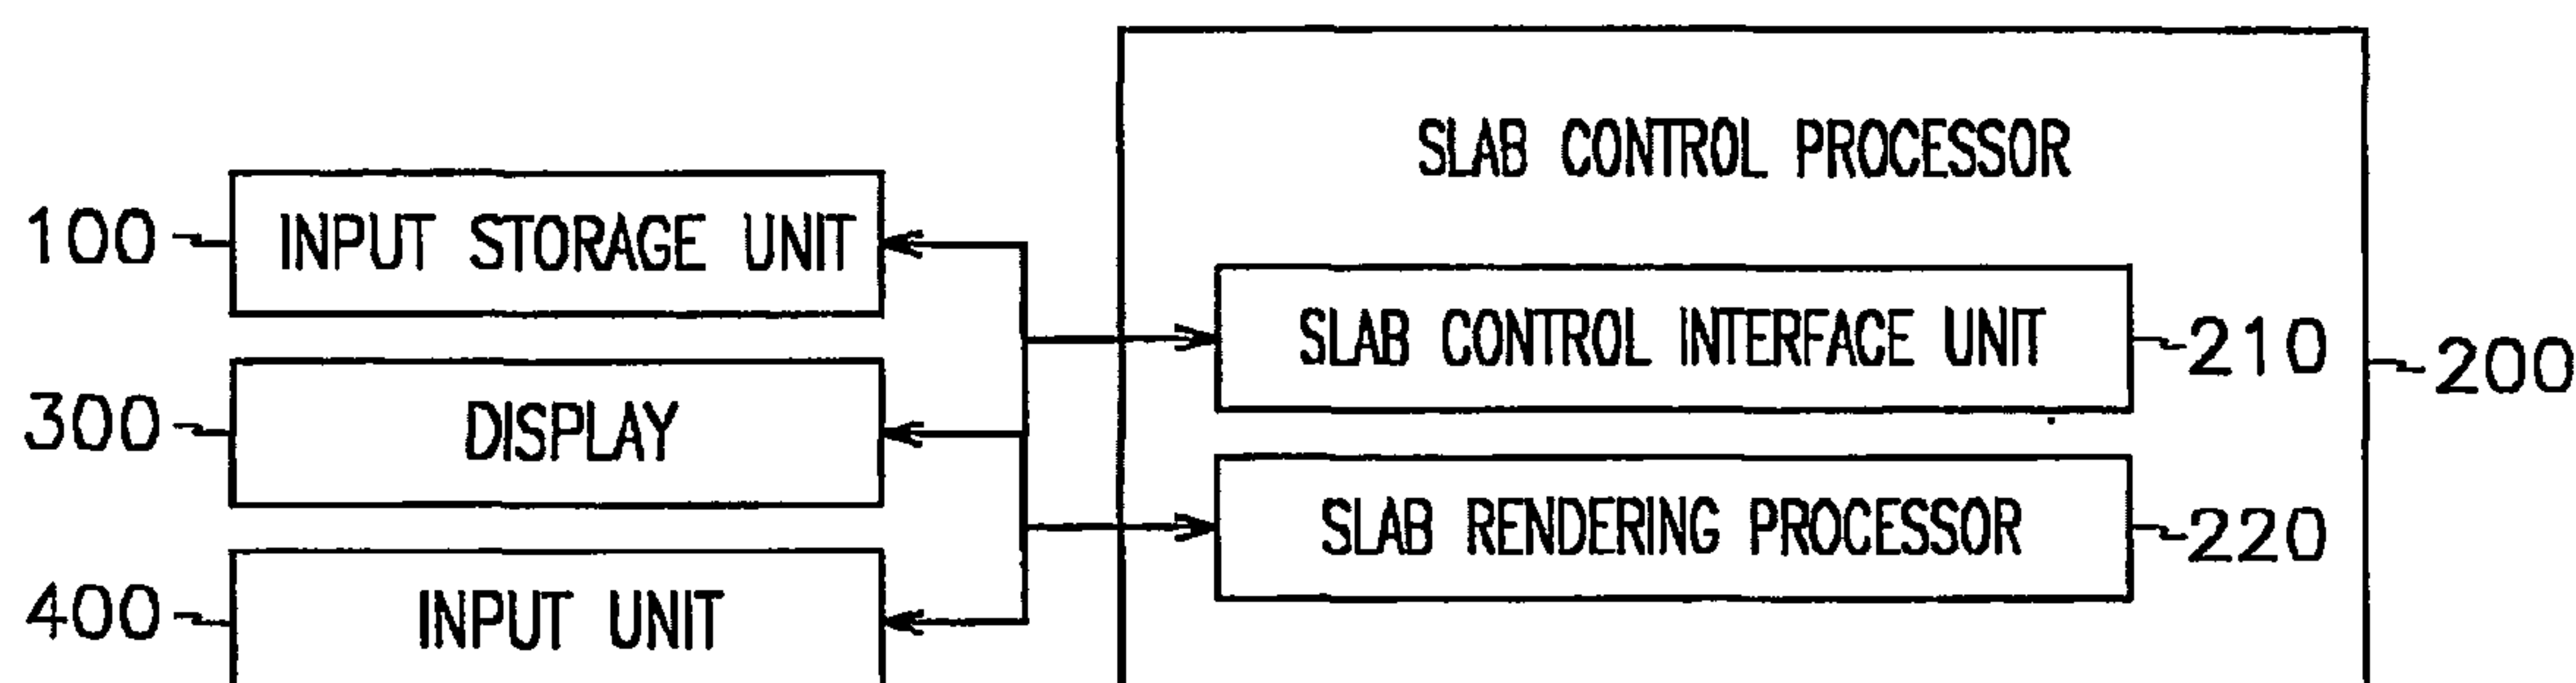 SLAB CONTROL PROCESSOR
100
INPUT STORAGE UNIT
SLAB CONTROL INTERFACE UNIT
210
200
300
DISPLAY
SLAB RENDERING PROCESSOR
220
400
INPUT UNIT